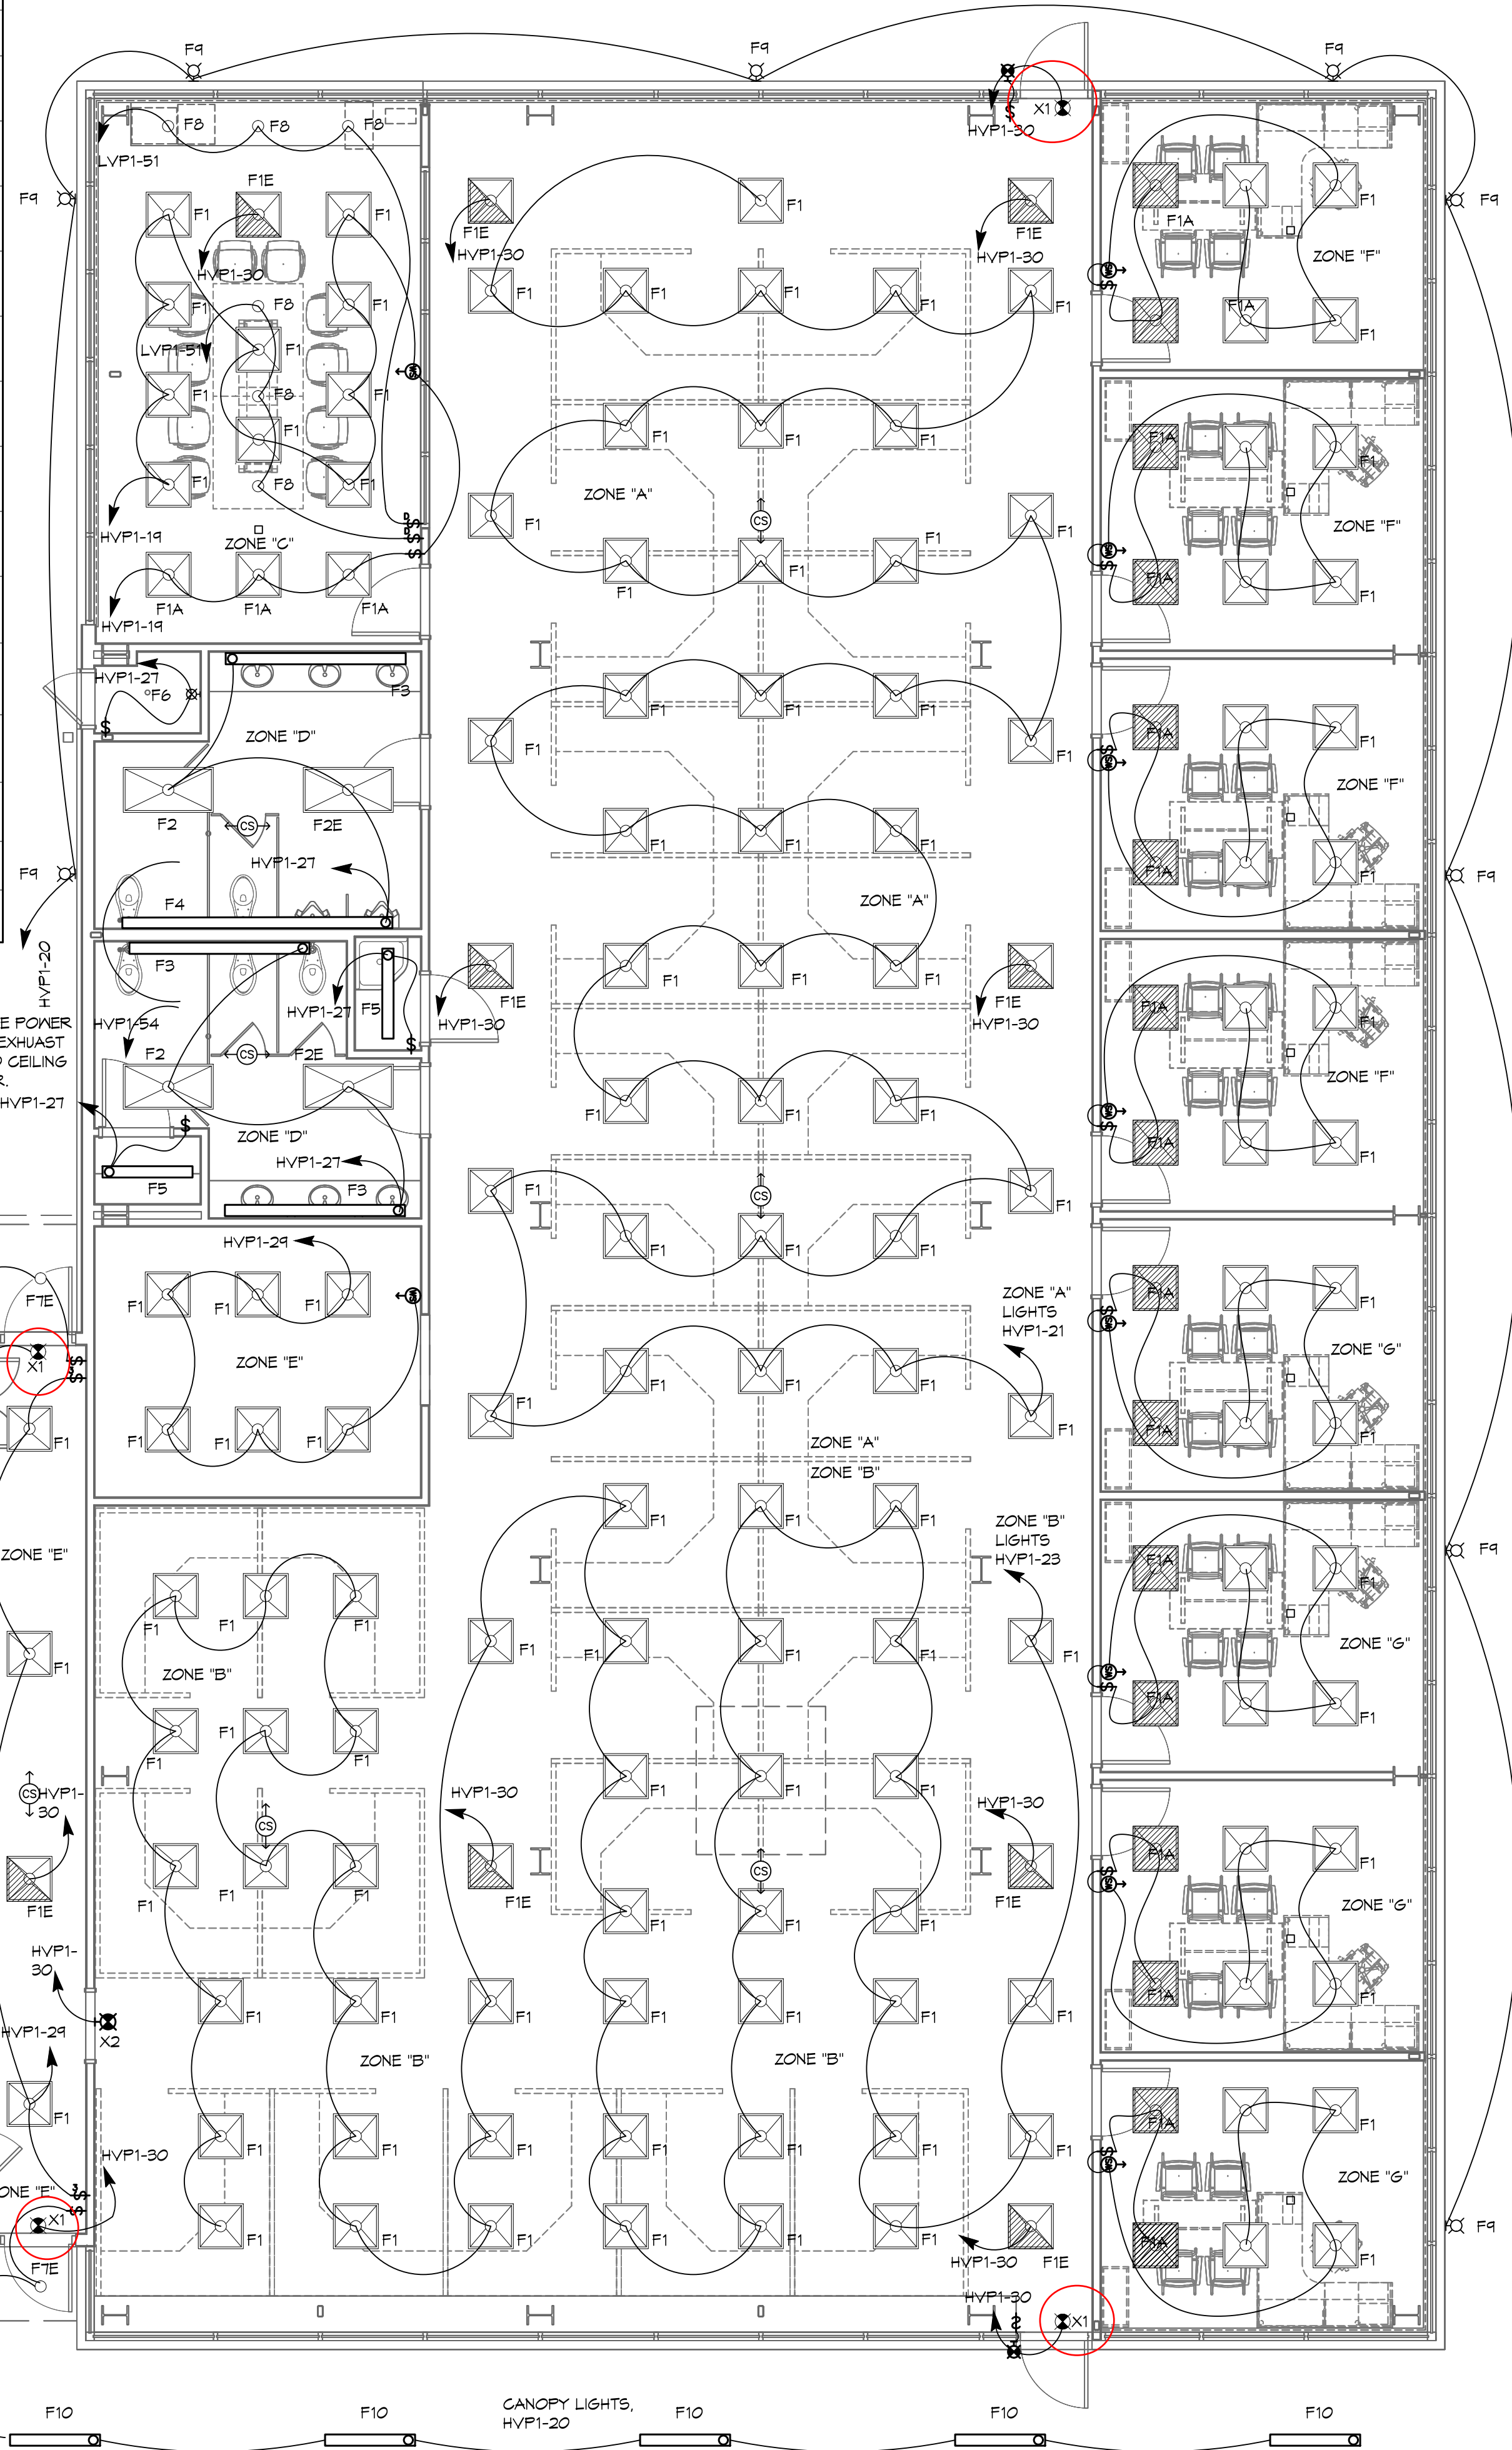 F9
F9
F9
X1
HVP1-30
F8
F8
F8
LVP1-51
F9
F9
F1
F1E
F1
HVP1-30
F1E
HVP1-30
F1
F1E
HVP1-30
F1A
F1
ZONE "F"
F1
F8
F1
F1
F1
F1
F1
F1
F1A
F1
LVP1-51
F1
F1
F8
F1
F1
F1
F1
F1
F1A
F1
F1
F8
F1
ZONE "A"
CS
F1
F1
ZONE "F"
HVP1-19
ZONE "C"
F1
F1
F1
F1A
F1
F1A
F1A
F1A
HVP1-19
HVP1-27
F6
F3
F1
F1
F1
ZONE "D"
F1
F1
F1A
F1
ZONE "F"
F2
F2E
CS
F1
F1
F1
HVP1-27
F1A
F1
F9
F9
F4
ZONE "A"
HVP1-20
F3
F1
F1
F1
F1E
F1E
F1A
F1
HVP1-27
F5
HVP1-30
HVP1-30
E POWER
EXHUAST
CEILING
R.
HVP1-54
F2
CS
F2E
ZONE "F"
HVP1-27
F1
F1
F1
ZONE "D"
F1A
F1
HVP1-27
F5
F3
F1
CS
F1
F1
F1
F1
HVP1-29
F7E
F1
F1
F1
ZONE "A"
LIGHTS
HVP1-21
F1A
F1
ZONE "G"
X1
ZONE "E"
F1
F1
F1
F1
F1
F1
F1
F1
F1
F1A
F1
ZONE "A"
ZONE "B"
F1
F1
F1
ZONE "B"
LIGHTS
HVP1-23
ZONE "E"
F9
F1A
F1
F1
F1
F1
ZONE "B"
F1
F1
F1
F1
F1
F1
ZONE "G"
F1A
F1
F1
F1
F1
CS
HVP1-
30
CS
HVP1-30
F1
F1
HVP1-30
F1A
F1
F1E
F1
F1
F1
F1E
CS
F1E
ZONE "G"
F1
F1
F1
HVP1-
30
F1A
F1
X2
HVP1-29
F1
F1
F1
F1
F1
F1
F1
ZONE "B"
ZONE "B"
F1
F1A
F1
HVP1-30
F1
F1
F1
F1
F1
F1
F1
ONE "E"
ZONE "G"
X1
F1
F1
F1
F1
F1
F1
F1A
F1
F9
F7E
HVP1-30
F1E
HVP1-30
X1
F10
F10
CANOPY LIGHTS,
HVP1-20
F10
F10
F10